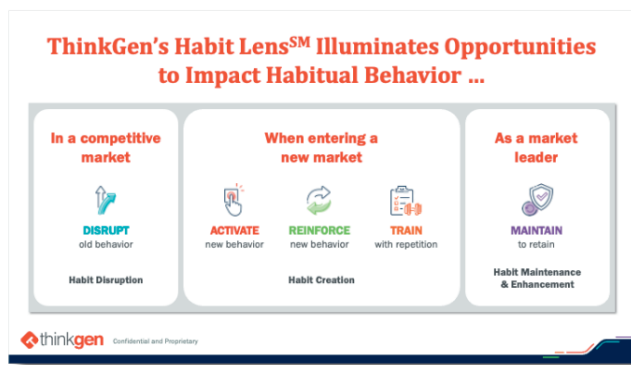 ThinkGen's Habit Lens℠ Illuminates Opportunities
to Impact Habitual Behavior ...
In a competitive
market
DISRUPT
old behavior
Habit Disruption
When entering a
new market
ACTIVATE
new behavior
REINFORCE
new behavior
TRAIN
with repetition
Habit Creation
As a market
leader
MAINTAIN
to retain
Habit Maintenance
& Enhancement
thinkgen
Confidential and Proprietary